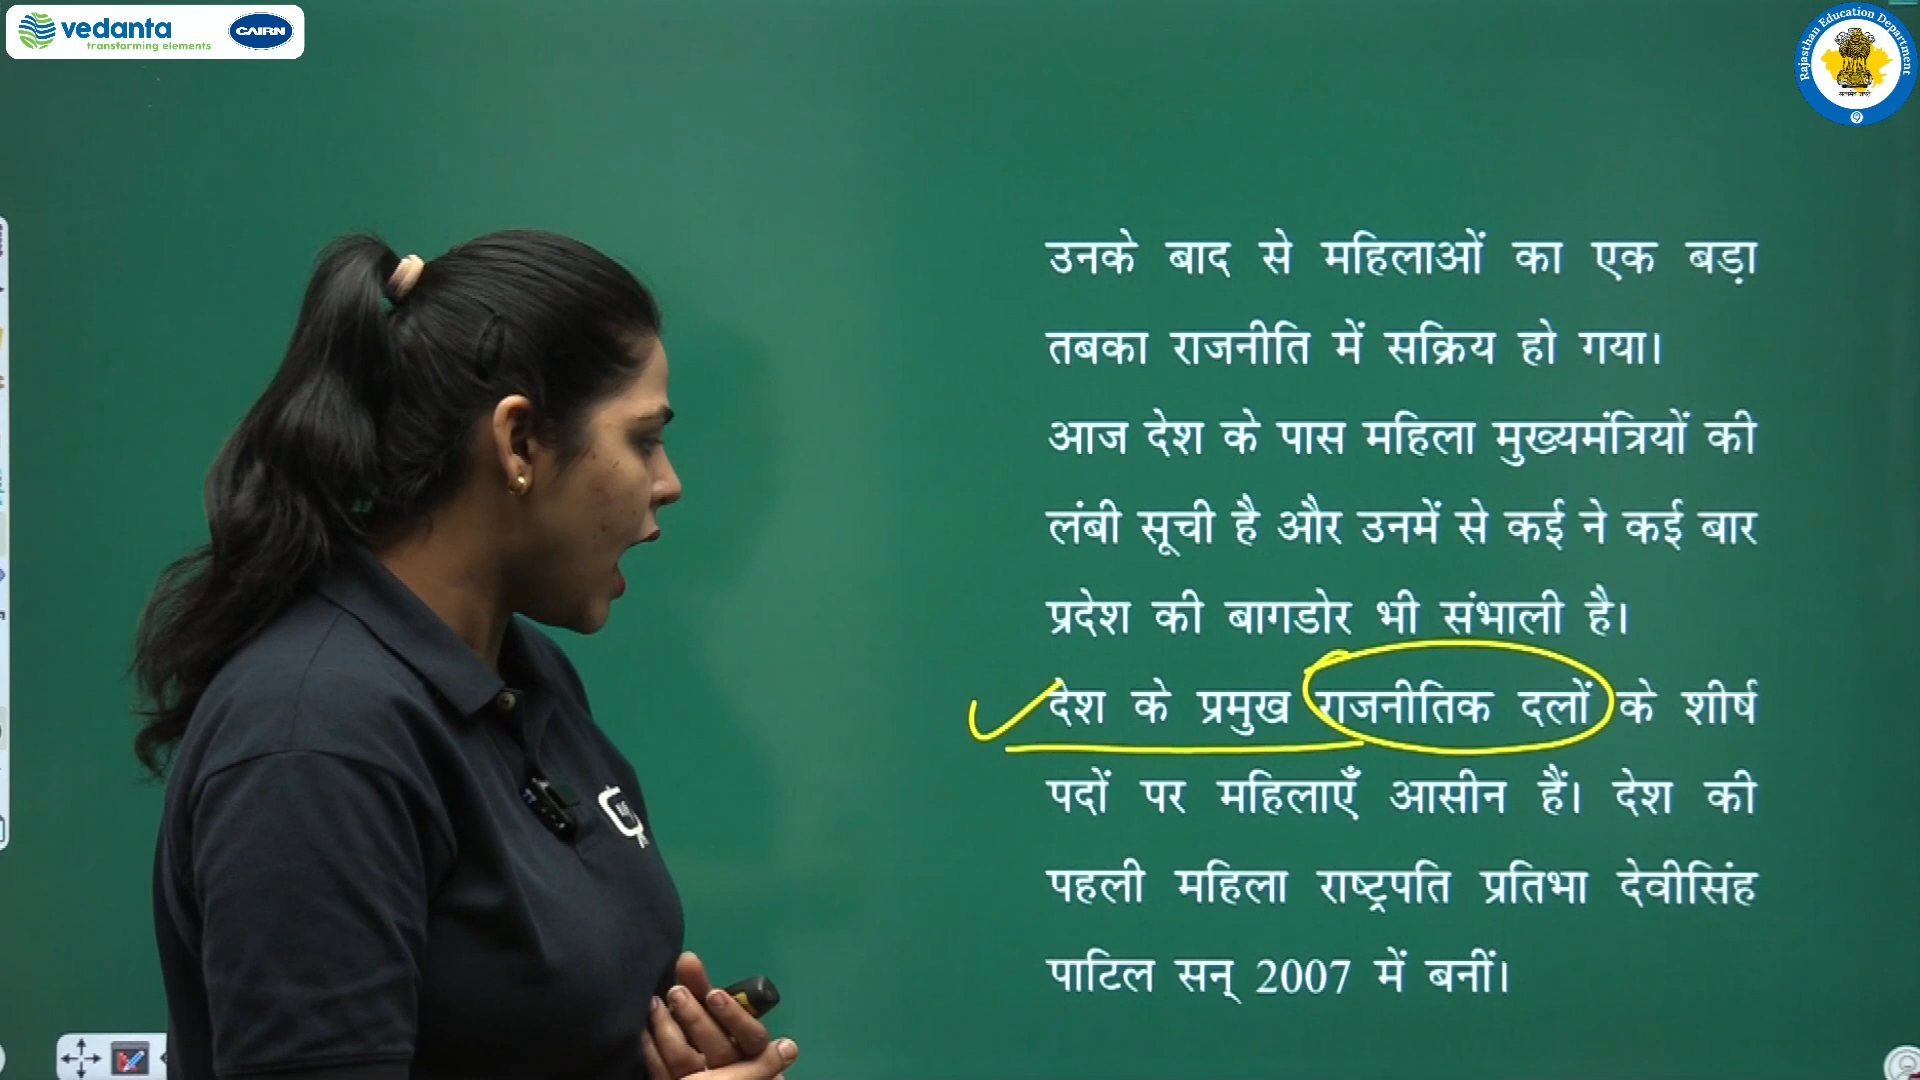 vedanta
transforming elements
CAIRN
Rajasthan Education Department
उनके बाद से महिलाओं का एक बड़ा
तबका राजनीति में सक्रिय हो गया।
आज देश के पास महिला मुख्यमंत्रियों की
लंबी सूची है और उनमें से कई ने कई बार
प्रदेश की बागडोर भी संभाली है।
देश के प्रमुख राजनीतिक दलों के शीर्ष
पदों पर महिलाएँ आसीन हैं। देश की
पहली महिला राष्ट्रपति प्रतिभा देवीसिंह
पाटिल सन् 2007 में बनीं।